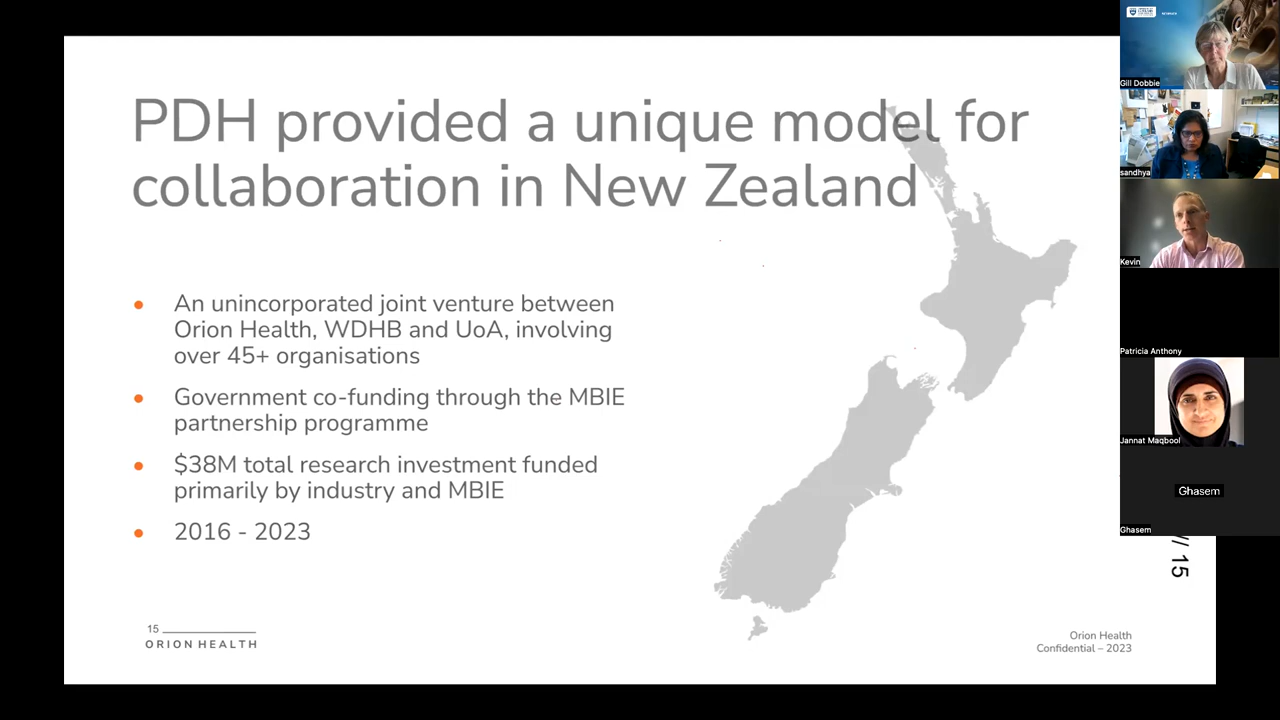 PDH provided a unique model for
collaboration in New Zealand
An unincorporated joint venture between
Orion Health, WDHB and UoA, involving
over 45+ organisations
Government co-funding through the MBIE
partnership programme
$38M total research investment funded
primarily by industry and MBIE
2016 - 2023
15
ORION HEALTH
Orion Health
Confidential – 2023
// 15
Gill Dobbie
sandhya
Kevin
Patricia Anthony
Jannat Maqbool
Ghasem
Ghasem